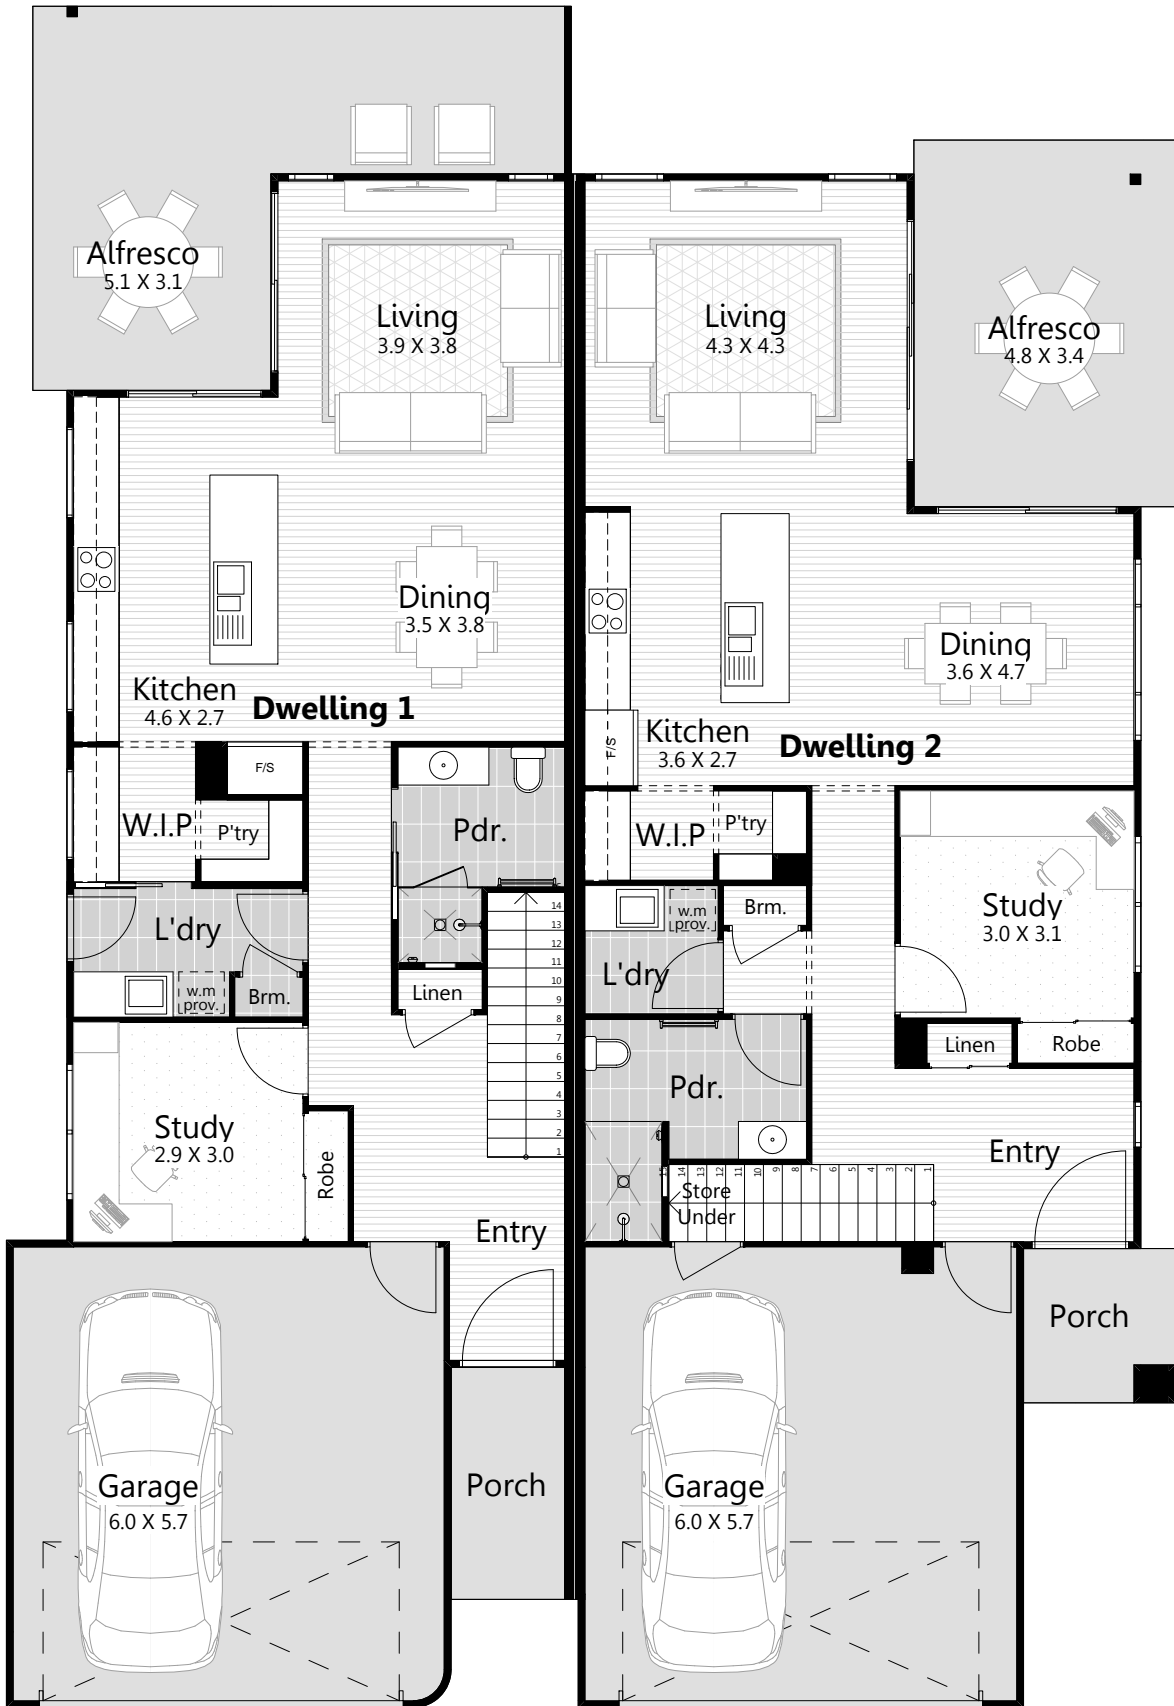 Alfresco
5.1 X 3.1
Living
3.9 X 3.8
Dining
3.5 X 3.8
Kitchen
4.6 X 2.7
Dwelling 1
F/S
W.I.P
P'try
Pdr.
L'dry
w.m
prov.
Brm.
Linen
14
13
12
11
10
9
8
7
6
5
4
3
2
1
Study
2.9 X 3.0
Robe
Entry
Garage
6.0 X 5.7
Porch
Living
4.3 X 4.3
Alfresco
4.8 X 3.4
Dining
3.6 X 4.7
Kitchen
3.6 X 2.7
F/S
Dwelling 2
W.I.P
P'try
w.m
prov.
Brm.
L'dry
Study
3.0 X 3.1
Linen
Robe
Pdr.
Entry
15
14
13
12
11
10
9
8
7
6
5
4
3
2
1
Store
Under
Porch
Garage
6.0 X 5.7